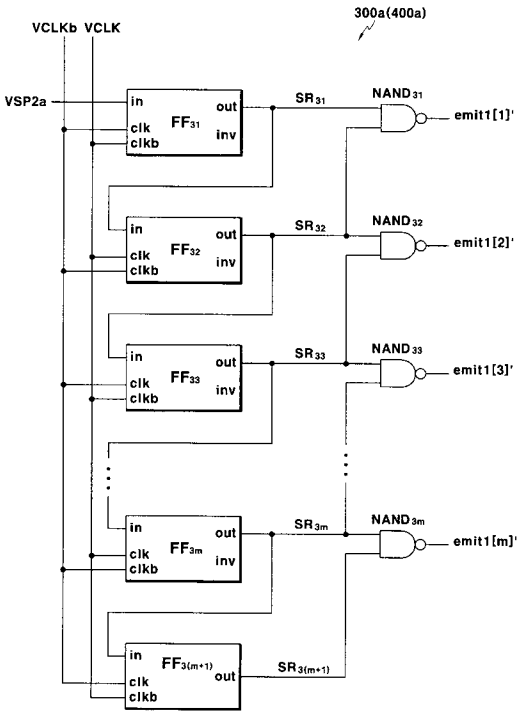 300a(400a)
VCLKb VCLK
VSP2a
in
clk
clkb
FF31
out
inv
SR31
NAND31
emit1[1]'
in
clk
clkb
FF32
out
inv
SR32
NAND32
emit1[2]'
in
clk
clkb
FF33
out
inv
SR33
NAND33
emit1[3]'
in
clk
clkb
FF3m
out
inv
SR3m
NAND3m
emit1[m]'
in
clk
clkb
FF3(m+1)
out
SR3(m+1)